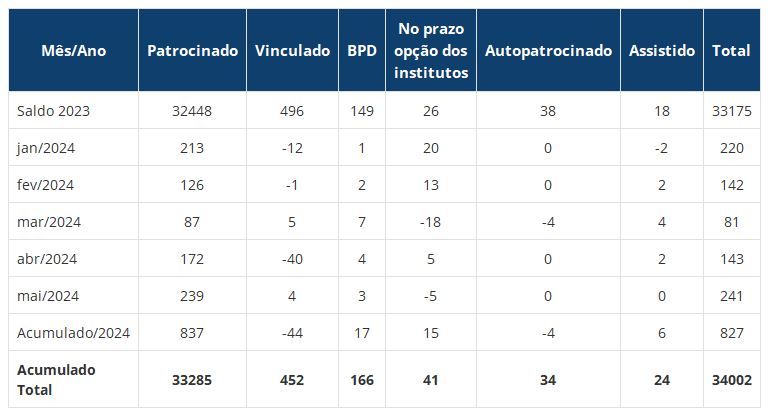 Mês/Ano Patrocinado Vinculado BPD No prazo opção dos institutos Autopatrocinado Assistido Total
Saldo 2023 32448 496 149 26 38 18 33175
jan/2024 213 -12 1 20 0 -2 220
fev/2024 126 -1 2 13 0 2 142
mar/2024 87 5 7 -18 -4 4 81
abr/2024 172 -40 4 5 0 2 143
mai/2024 239 4 3 -5 0 0 241
Acumulado/2024 837 -44 17 15 -4 6 827
Acumulado Total 33285 452 166 41 34 24 34002